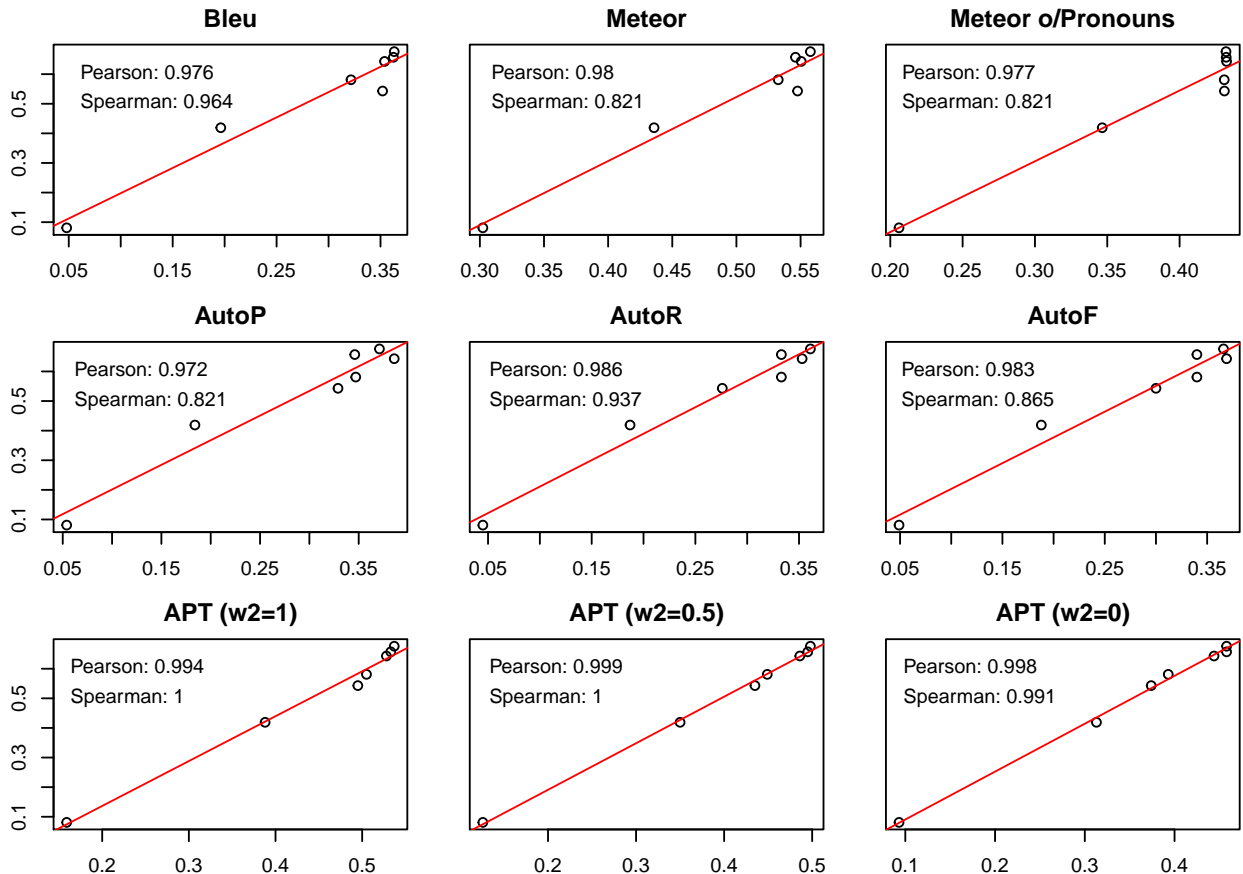 Bleu
Meteor
Meteor o/Pronouns
Pearson: 0.976
Spearman: 0.964
Pearson: 0.98
Spearman: 0.821
Pearson: 0.977
Spearman: 0.821
0.1 0.3 0.5
0.05 0.15 0.25 0.35
0.30 0.35 0.40 0.45 0.50 0.55
0.20 0.25 0.30 0.35 0.40
AutoP
AutoR
AutoF
Pearson: 0.972
Spearman: 0.821
Pearson: 0.986
Spearman: 0.937
Pearson: 0.983
Spearman: 0.865
0.1 0.3 0.5
0.05 0.15 0.25 0.35
0.05 0.15 0.25 0.35
0.05 0.15 0.25 0.35
APT (w2=1)
APT (w2=0.5)
APT (w2=0)
Pearson: 0.994
Spearman: 1
Pearson: 0.999
Spearman: 1
Pearson: 0.998
Spearman: 0.991
0.1 0.3 0.5
0.2 0.3 0.4 0.5
0.2 0.3 0.4 0.5
0.1 0.2 0.3 0.4